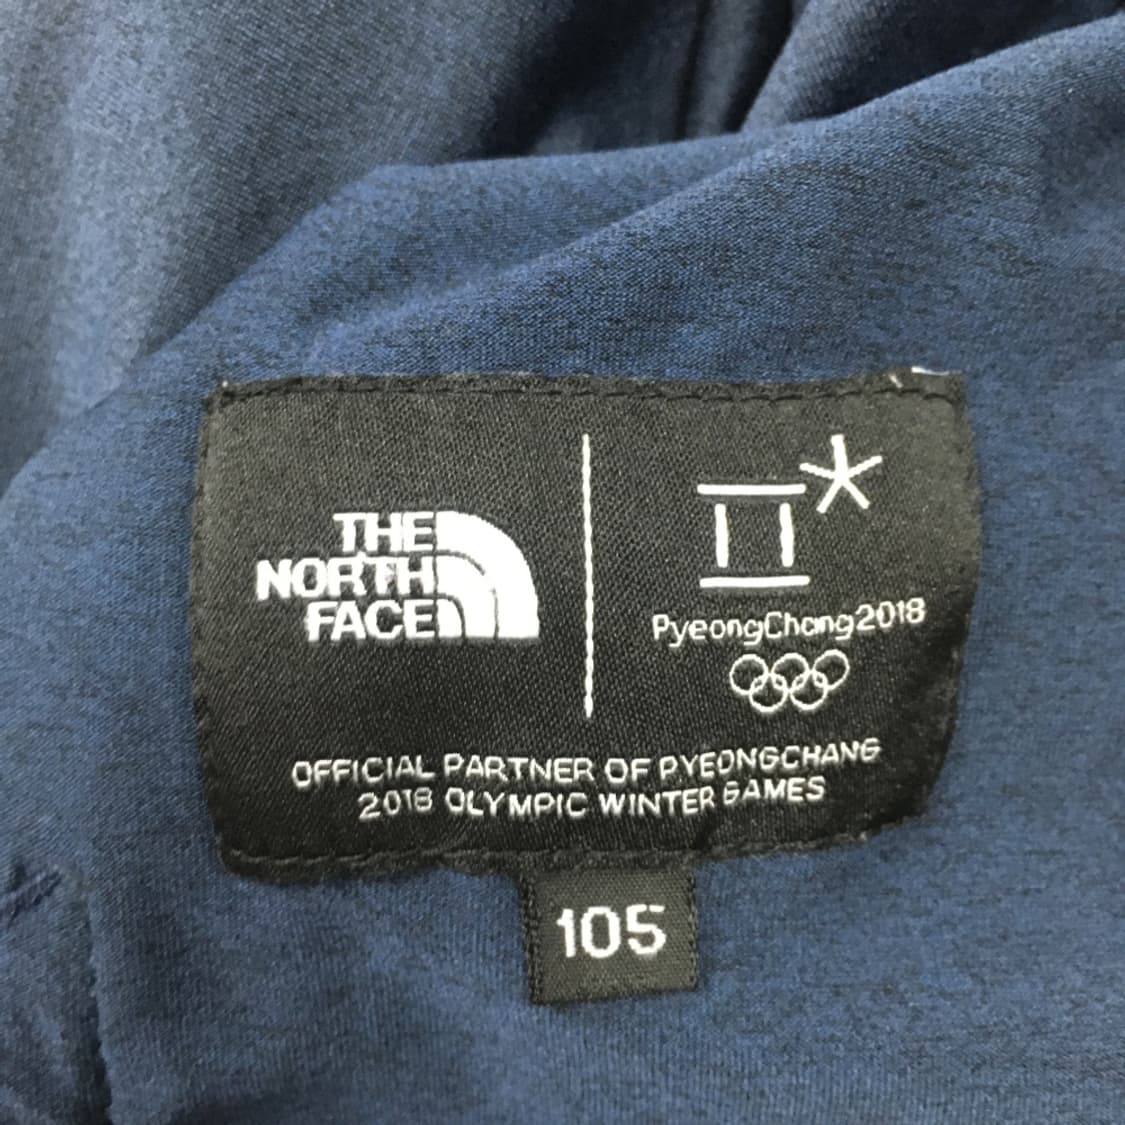 THE
NORTH
FACE
PyeongChang2018
OFFICIAL PARTNER OF PYEONGCHANG
2018 OLYMPIC WINTER GAMES
105